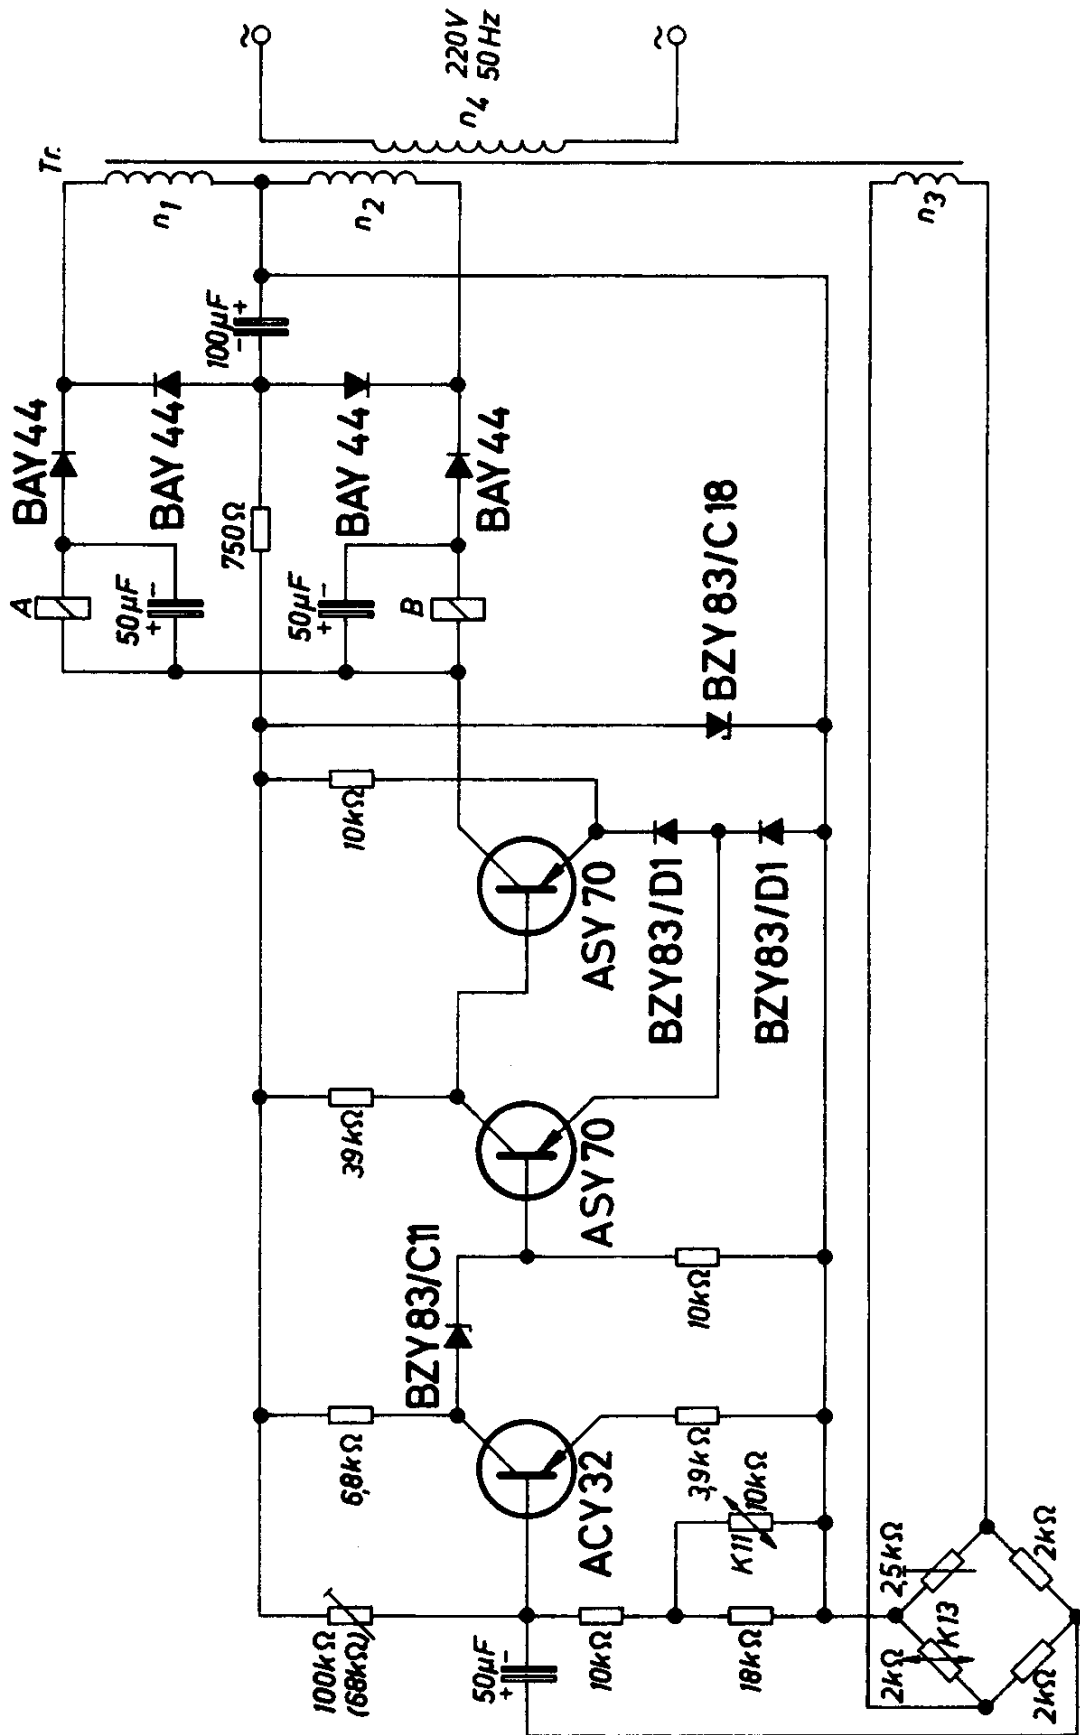 ~
220V
50Hz
n4
~
Tr.
n1
n2
n3
100µF
- +
BAY44
BAY44
BAY44
BAY44
750Ω
A
50µF
+ -
50µF
+ -
B
BZY83/C18
10kΩ
ASY70
BZY83/D1
BZY83/D1
39kΩ
ASY70
BZY83/C11
10kΩ
6,8kΩ
ACY32
3,9kΩ
K11
10kΩ
100kΩ
(68kΩ)
50µF
+ -
10kΩ
18kΩ
2,5kΩ
2kΩ
K13
2kΩ
2kΩ